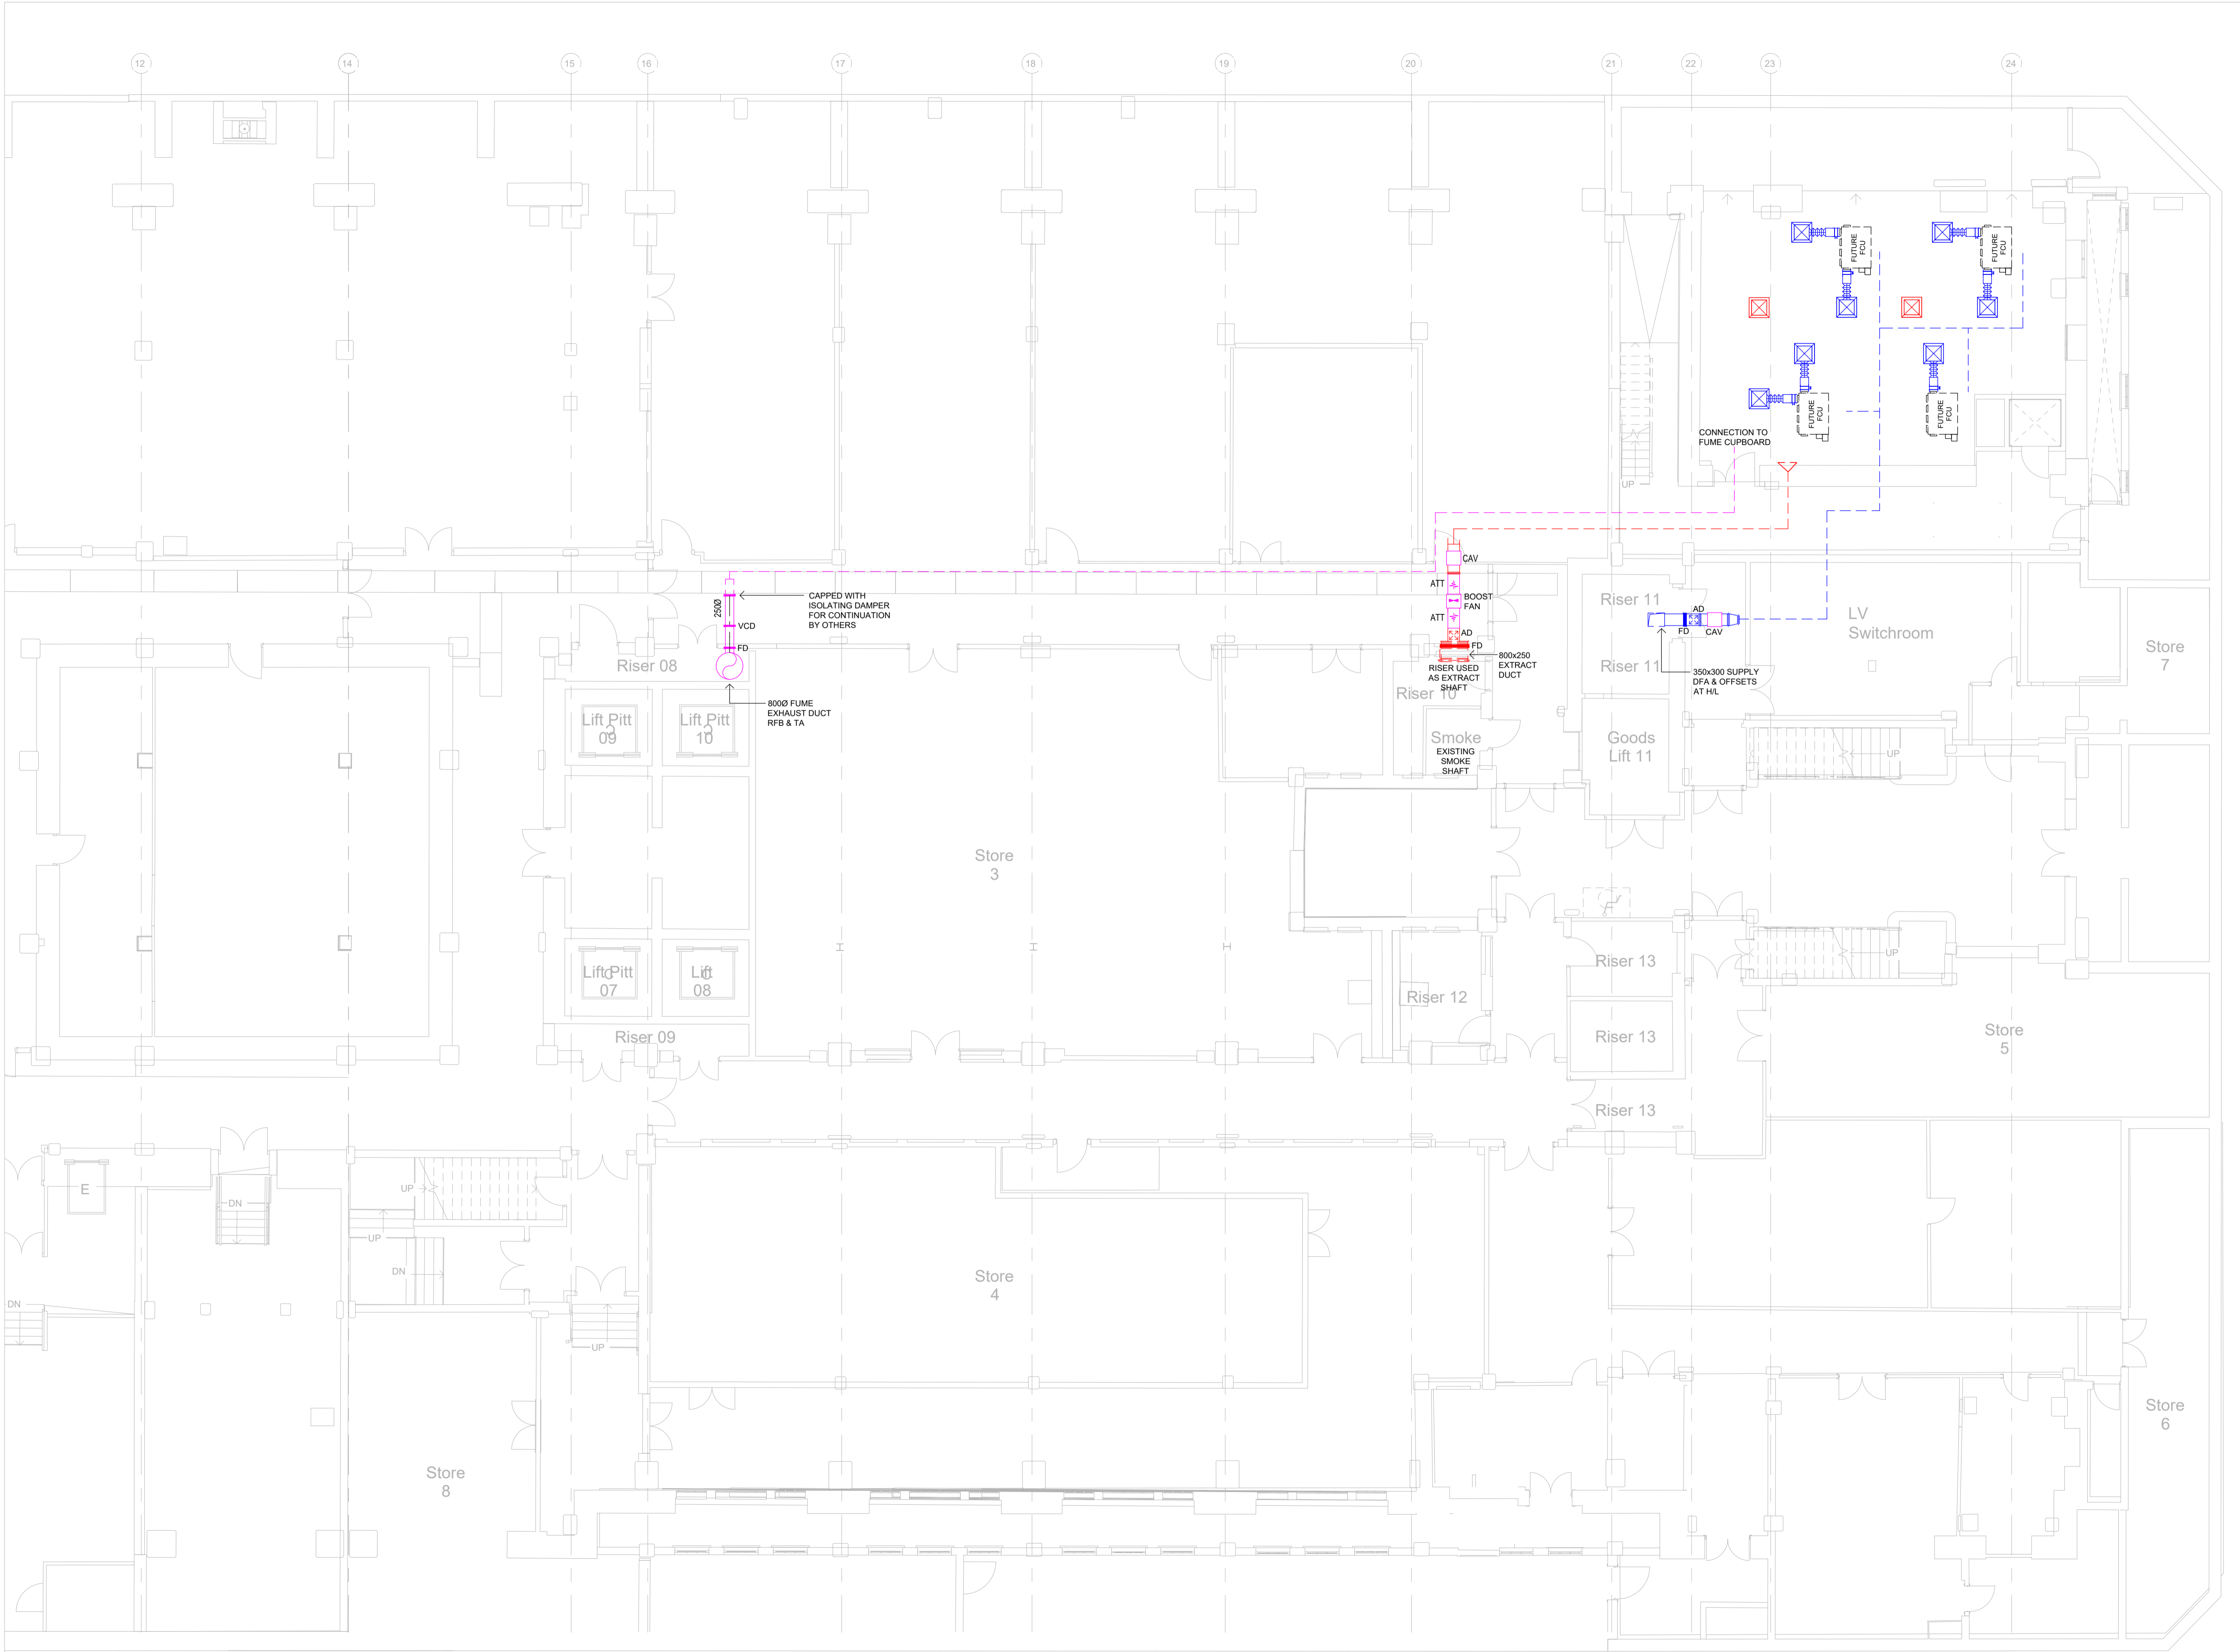 12
14
15
16
17
18
19
20
21
22
23
24
FUTURE
FCU
FUTURE
FCU
FUTURE
FCU
FUTURE
FCU
CONNECTION TO
FUME CUPBOARD
UP
CAV
ATT
BOOST
FAN
ATT
AD
FD
800x250
EXTRACT
DUCT
RISER USED
AS EXTRACT
SHAFT
Riser 10
Smoke
EXISTING
SMOKE
SHAFT
250Ø
CAPPED WITH
ISOLATING DAMPER
FOR CONTINUATION
BY OTHERS
VCD
FD
Riser 08
800Ø FUME
EXHAUST DUCT
RFB & TA
Lift Pitt
09
Lift Pitt
10
Riser 11
Riser 11
AD
FD
CAV
350x300 SUPPLY
DFA & OFFSETS
AT H/L
LV
Switchroom
Store
7
Goods
Lift 11
UP
Store
3
Lift Pitt
07
Lift
08
Riser 09
Riser 12
Riser 13
Riser 13
Riser 13
UP
Store
5
E
DN
UP
UP
DN
DN
UP
Store
4
Store
8
Store
6